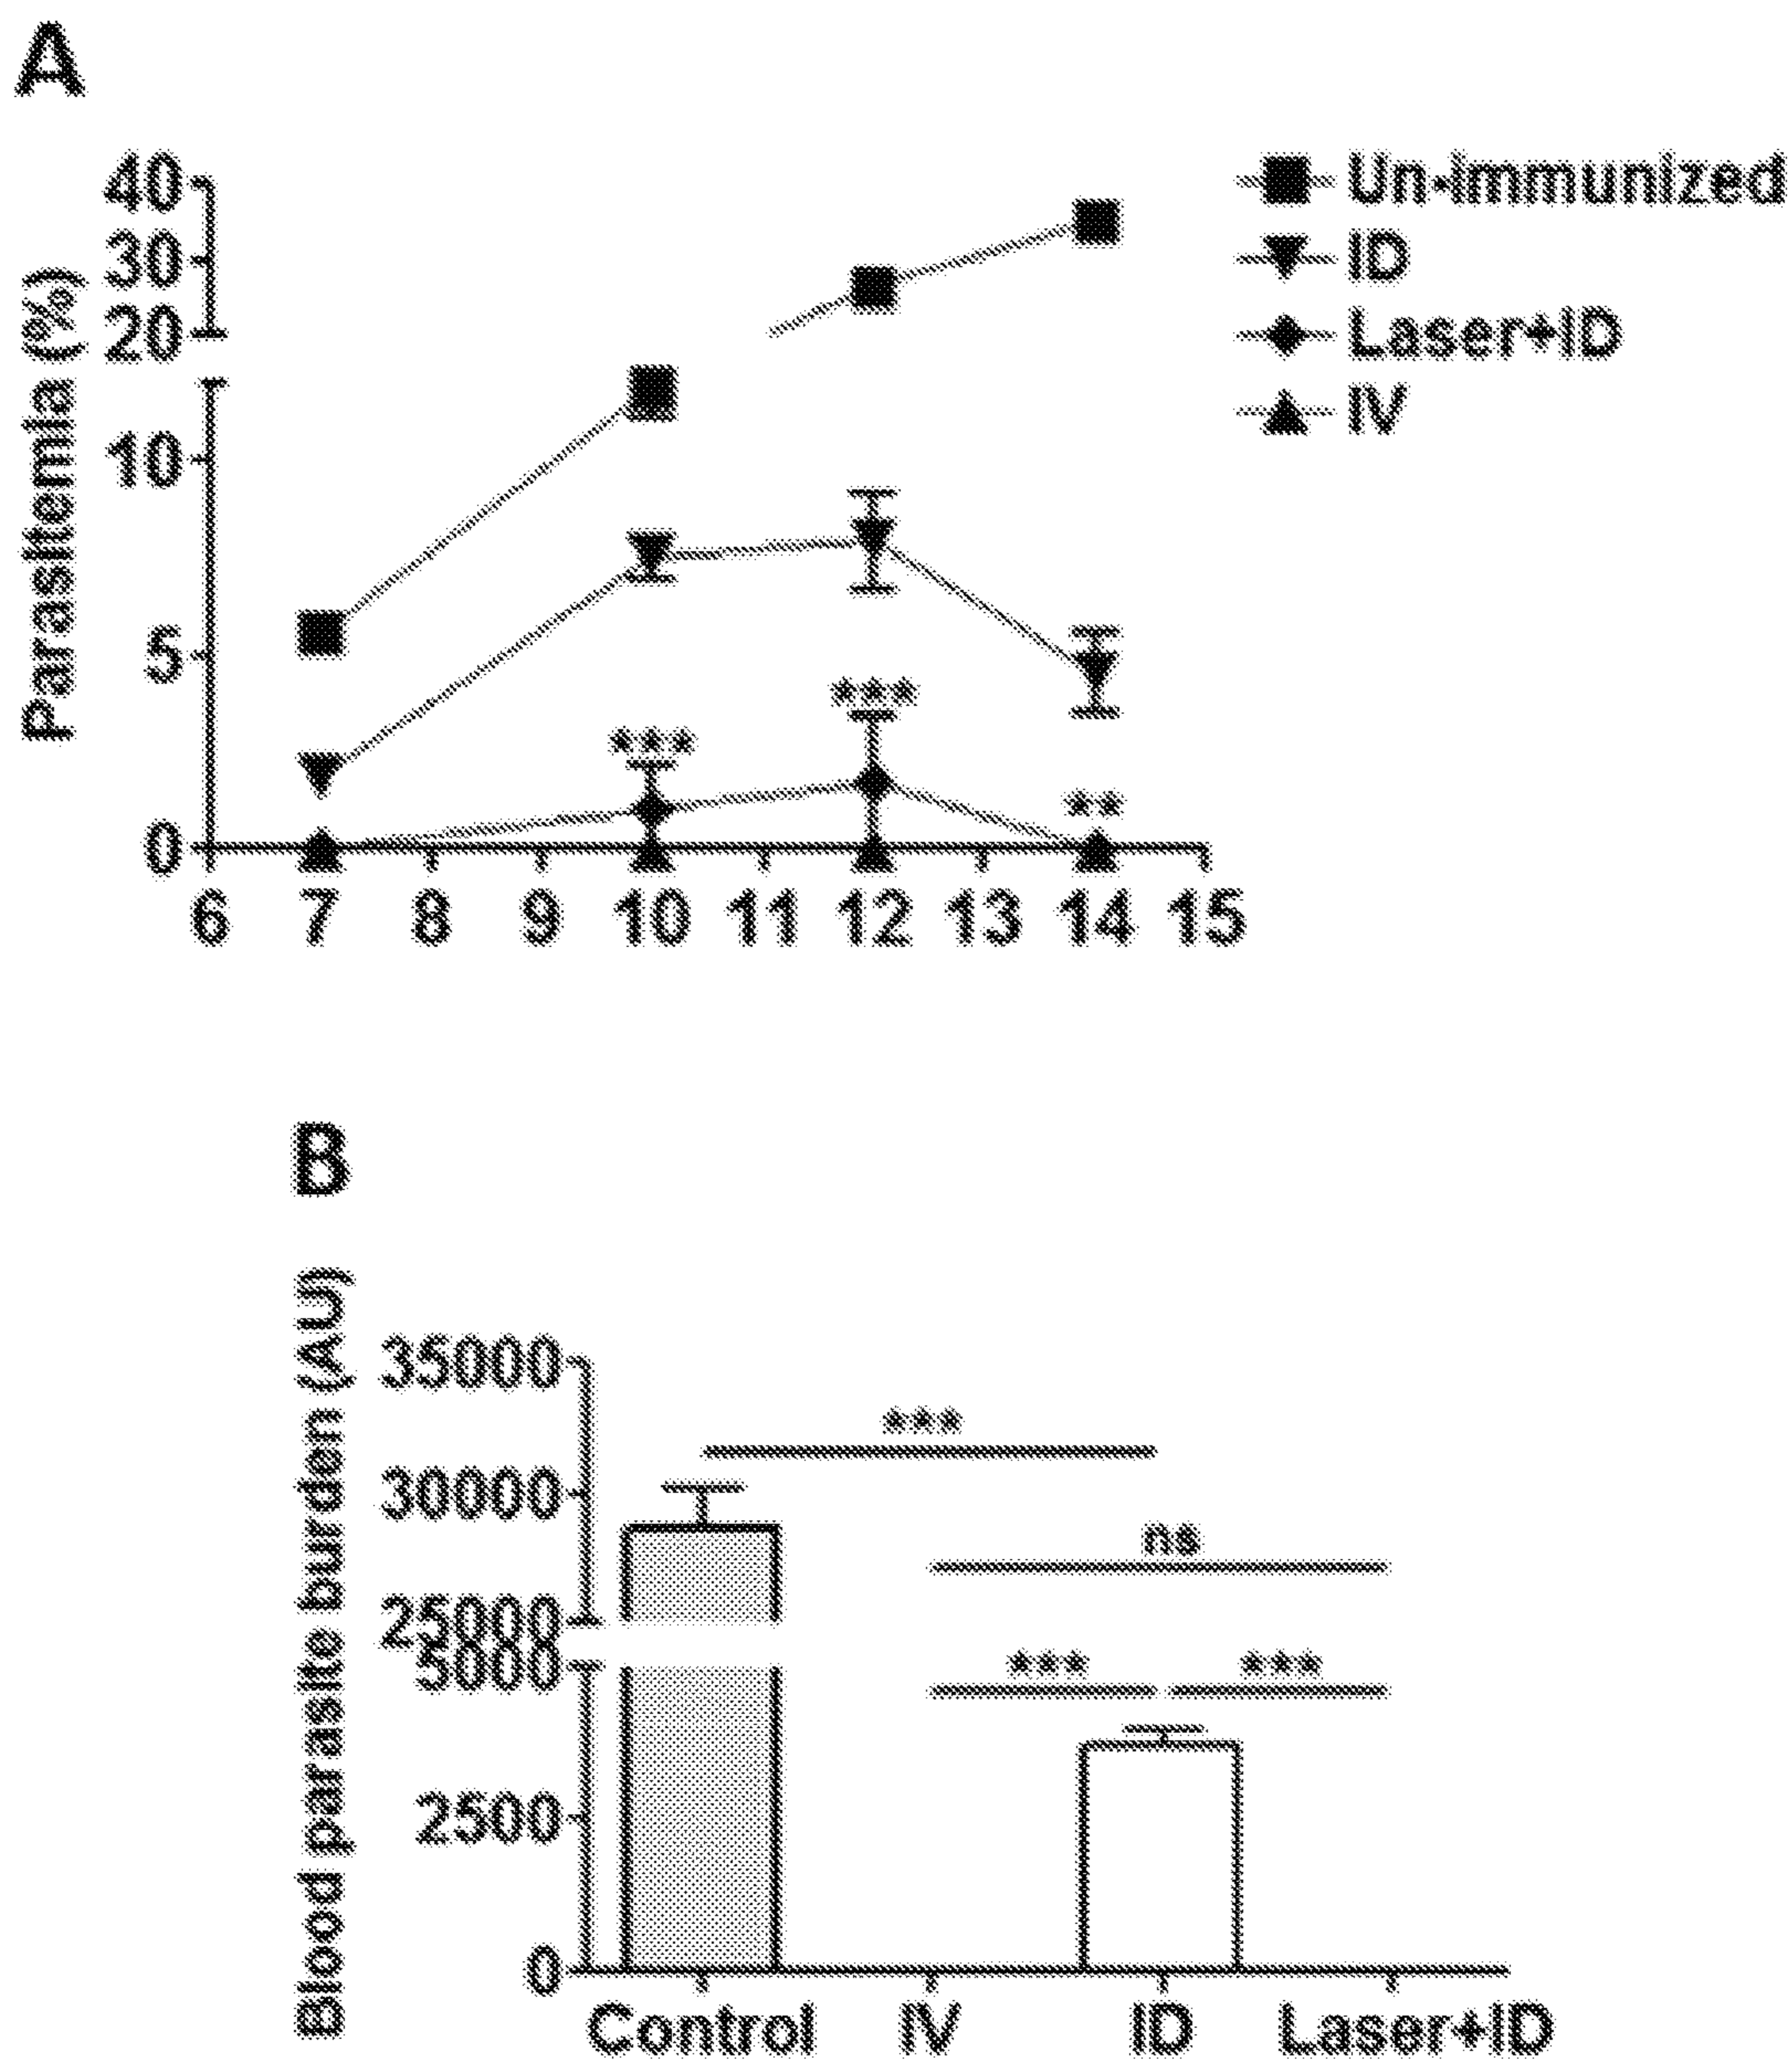 A
Parasitemia (%)
40
30
20
10
5
0
6 7 8 9 10 11 12 13 14 15
***
***
**
Un-immunized
ID
Laser+ID
IV
B
Blood parasite burden (AU)
35000
30000
25000
5000
2500
0
***
ns
*** ***
Control IV ID Laser+ID